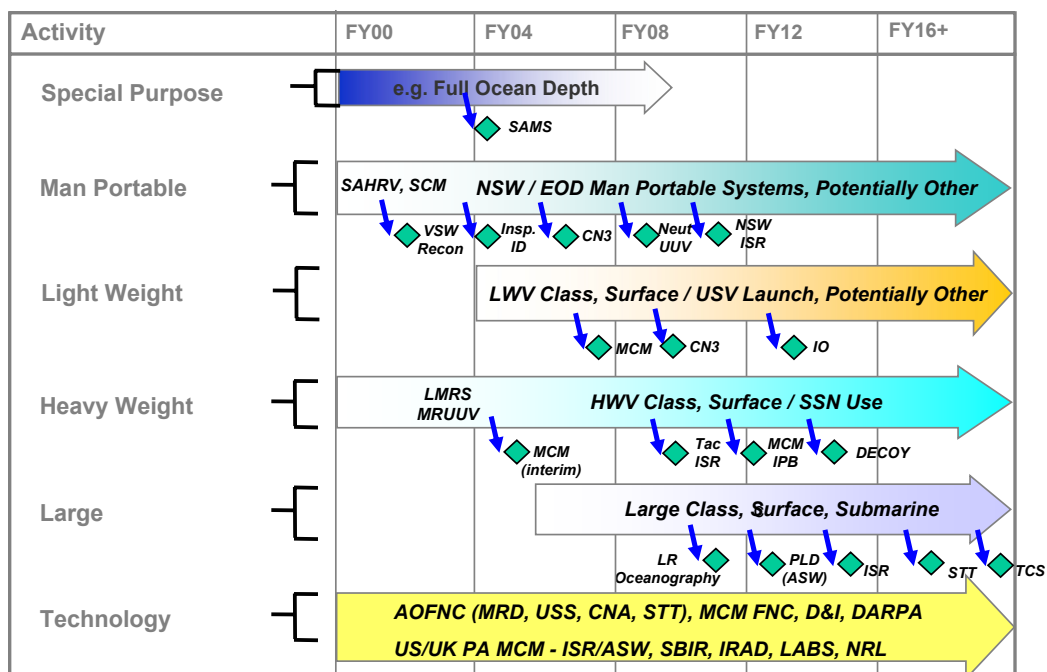 Activity FY00 FY04 FY08 FY12 FY16+
Special Purpose
e.g. Full Ocean Depth
SAMS
Man Portable
SAHRV, SCM NSW / EOD Man Portable Systems, Potentially Other
VSW Recon
Insp. ID
CN3
Neut UUV
NSW ISR
Light Weight
LWV Class, Surface / USV Launch, Potentially Other
MCM
CN3
IO
Heavy Weight
LMRS
MRUUV
HWV Class, Surface / SSN Use
MCM
(interim)
Tac
ISR
MCM
IPB
DECOY
Large
Large Class, Surface, Submarine
LR
Oceanography
PLD
(ASW)
ISR
STT
TCS
Technology
AOFNC (MRD, USS, CNA, STT), MCM FNC, D&I, DARPA
US/UK PA MCM - ISR/ASW, SBIR, IRAD, LABS, NRL